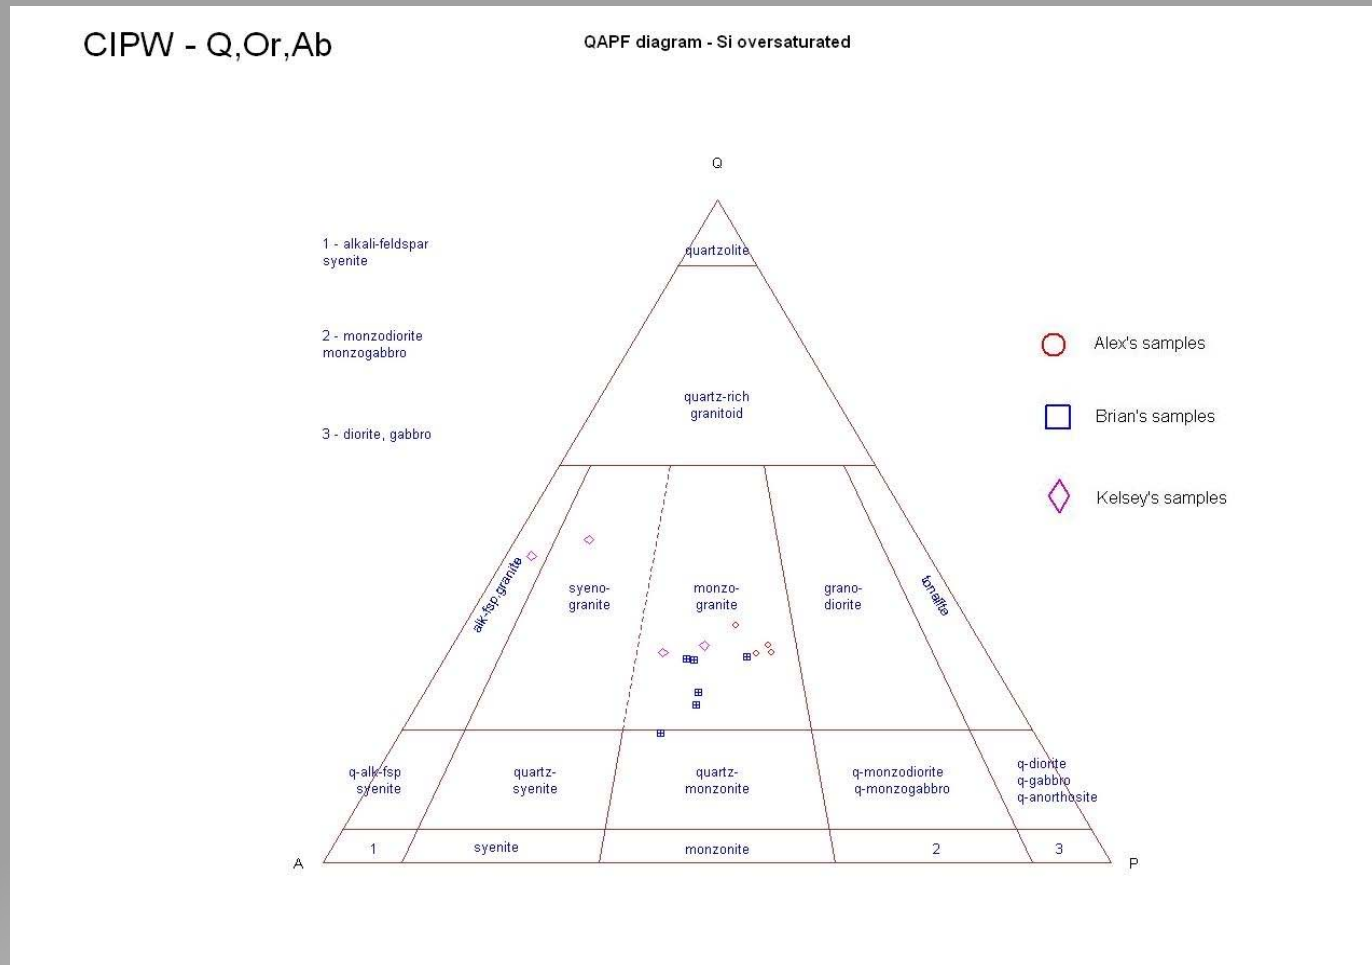 CIPW - Q,Or,Ab
QAPF diagram - Si oversaturated
Q
1 - alkali-feldspar
syenite
quartzolite
2 - monzodiorite
monzogabbro
Alex's samples
quartz-rich
granitoid
Brian's samples
3 - diorite, gabbro
Kelsey's samples
alk-fsp.granite
syeno-
granite
monzo-
granite
grano-
diorite
tonalite
q-alk-fsp
syenite
quartz-
syenite
quartz-
monzonite
q-monzodiorite
q-monzogabbro
q-diorite
q-gabbro
q-anorthosite
A
1
syenite
monzonite
2
3
P